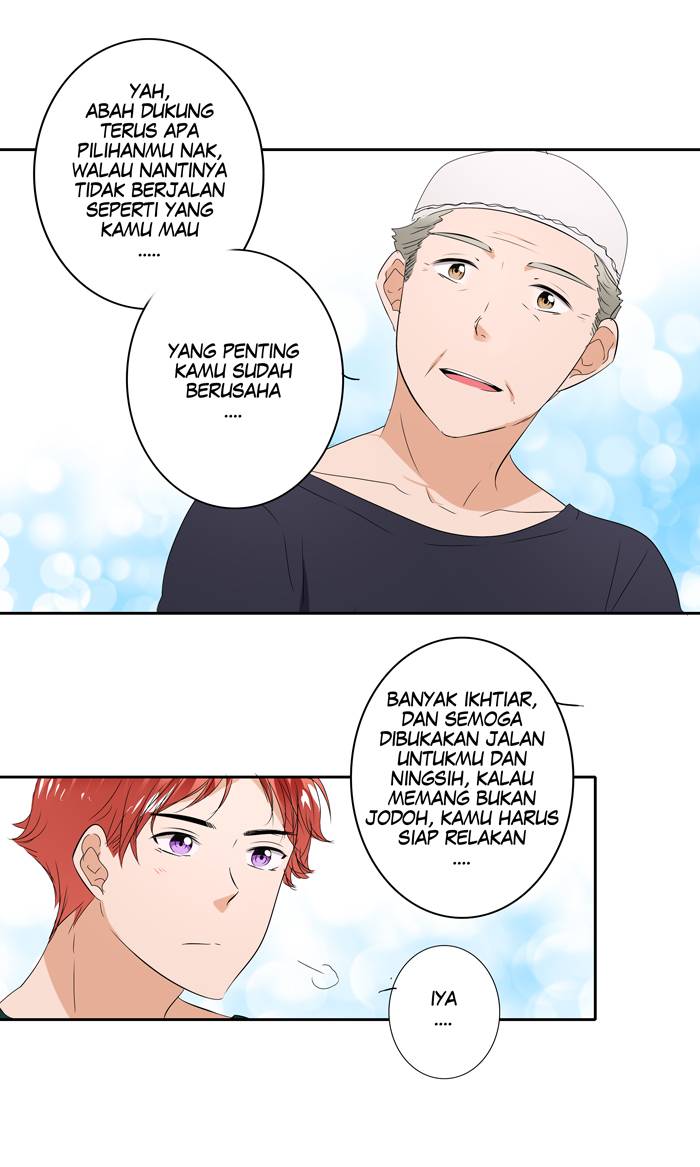 YAH,
ABAH DUKUNG
TERUS APA
PILIHANMU NAK,
WALAU NANTINYA
TIDAK BERJALAN
SEPERTI YANG
KAMU MAU
.....
YANG PENTING
KAMU SUDAH
BERUSAHA
....
BANYAK IKHTIAR,
DAN SEMOGA
DIBUKAKAN JALAN
UNTUKMU DAN
NINGSIH, KALAU
MEMANG BUKAN
JODOH, KAMU HARUS
SIAP RELAKAN
....
IYA
....